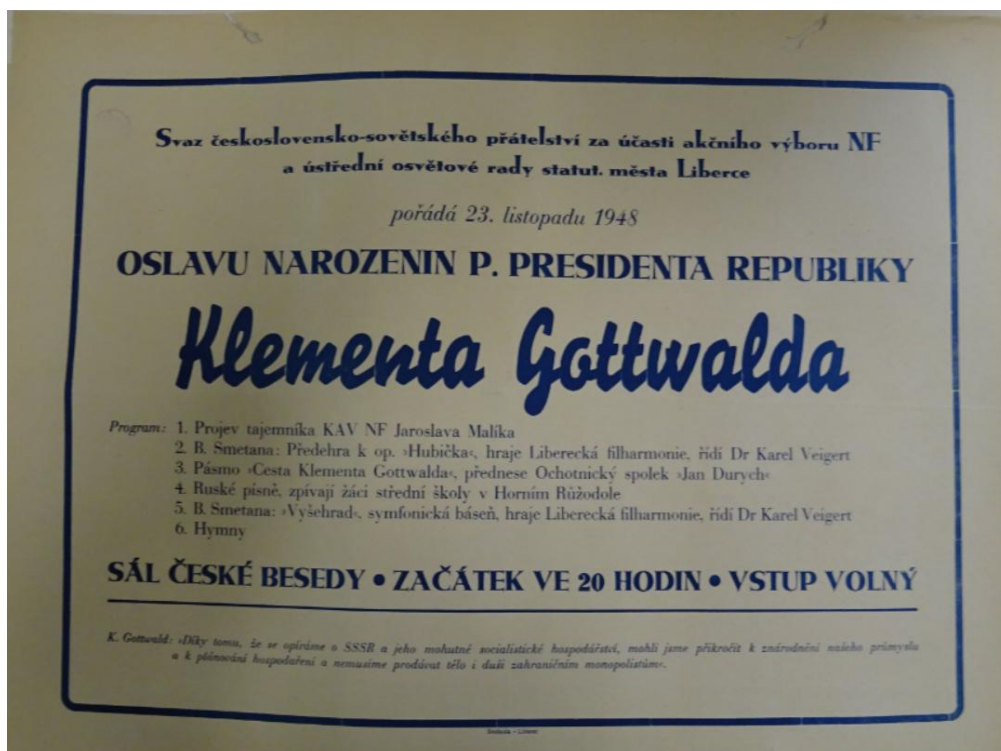 Svaz československo-sovětského přátelství za účasti akčního výboru NF
a ústřední osvětové rady statut. města Liberce
pořádá 23. listopadu 1948
OSLAVU NAROZENIN P. PRESIDENTA REPUBLIKY
Klementa Gottwalda
Program: 1. Projev tajemníka KAV NF Jaroslava Malíka
2. B. Smetana: Předehra k op. »Hubička«, hraje Liberecká filharmonie, řídí Dr Karel Veigert
3. Pásmo »Cesta Klementa Gottwalda«, přednese Ochotnický spolek »Jan Durych«
4. Ruské písně, zpívají žáci střední školy v Horním Růžodole
5. B. Smetana: »Vyšehrad«, symfonická báseň, hraje Liberecká filharmonie, řídí Dr Karel Veigert
6. Hymny
SÁL ČESKÉ BESEDY • ZAČÁTEK VE 20 HODIN • VSTUP VOLNÝ
K. Gottwald: »Díky tomu, že se opíráme o SSSR a jeho mohutné socialistické hospodářství, mohli jsme přikročit k znárodnění našeho průmyslu
a k plánování hospodaření a nemusíme prodávat tělo i duši zahraničním monopolistům«.